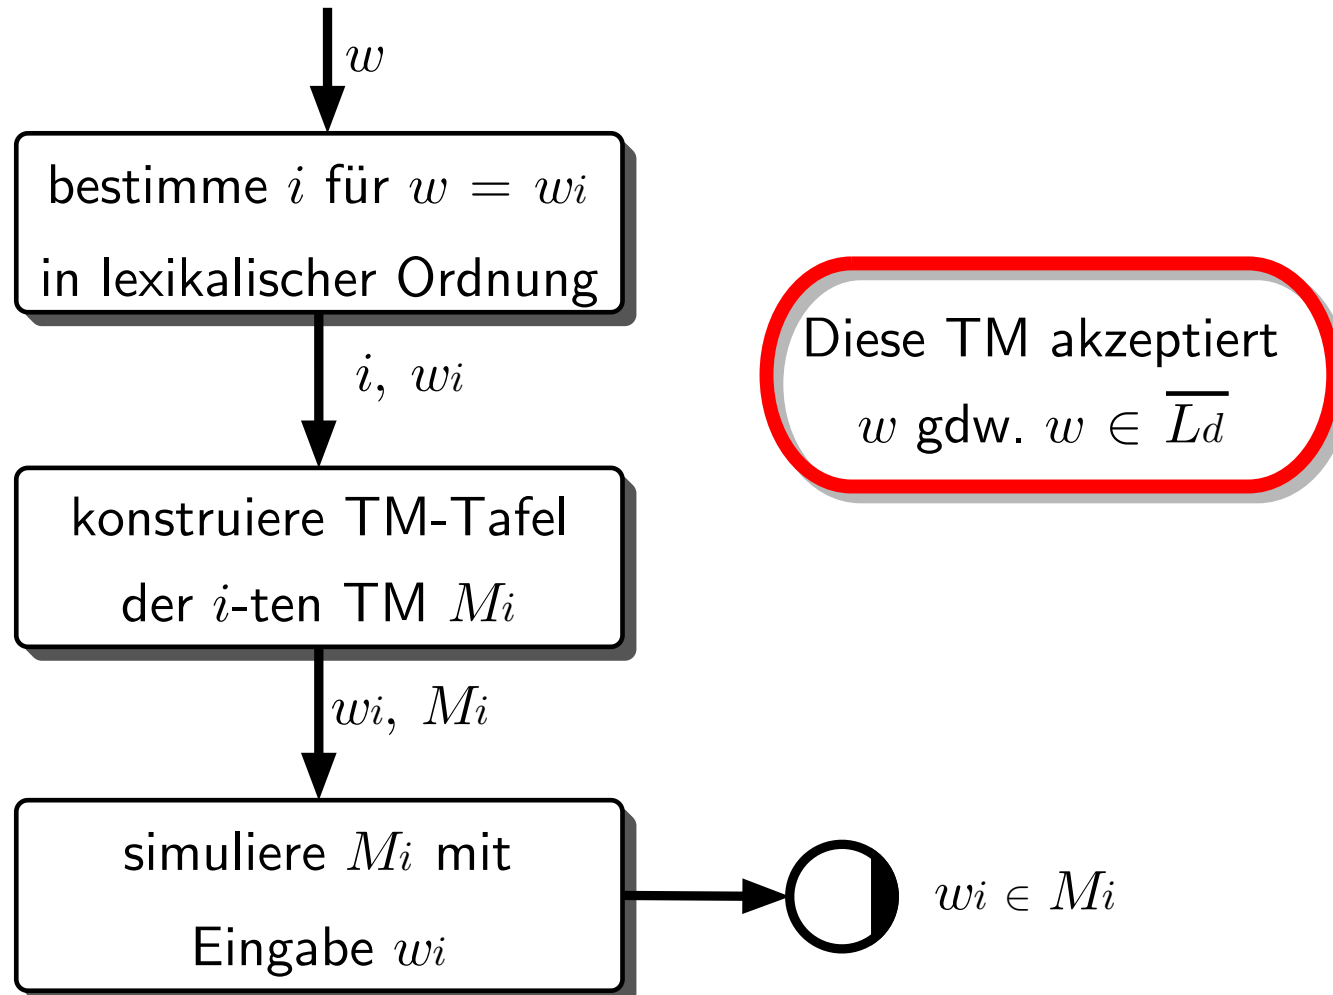 w
bestimme i für w = wi
in lexikalischer Ordnung
i, wi
Diese TM akzeptiert
w gdw. w ∈ L̅d̅
konstruiere TM-Tafel
der i-ten TM Mi
wi, Mi
simuliere Mi mit
Eingabe wi
wi ∈ Mi